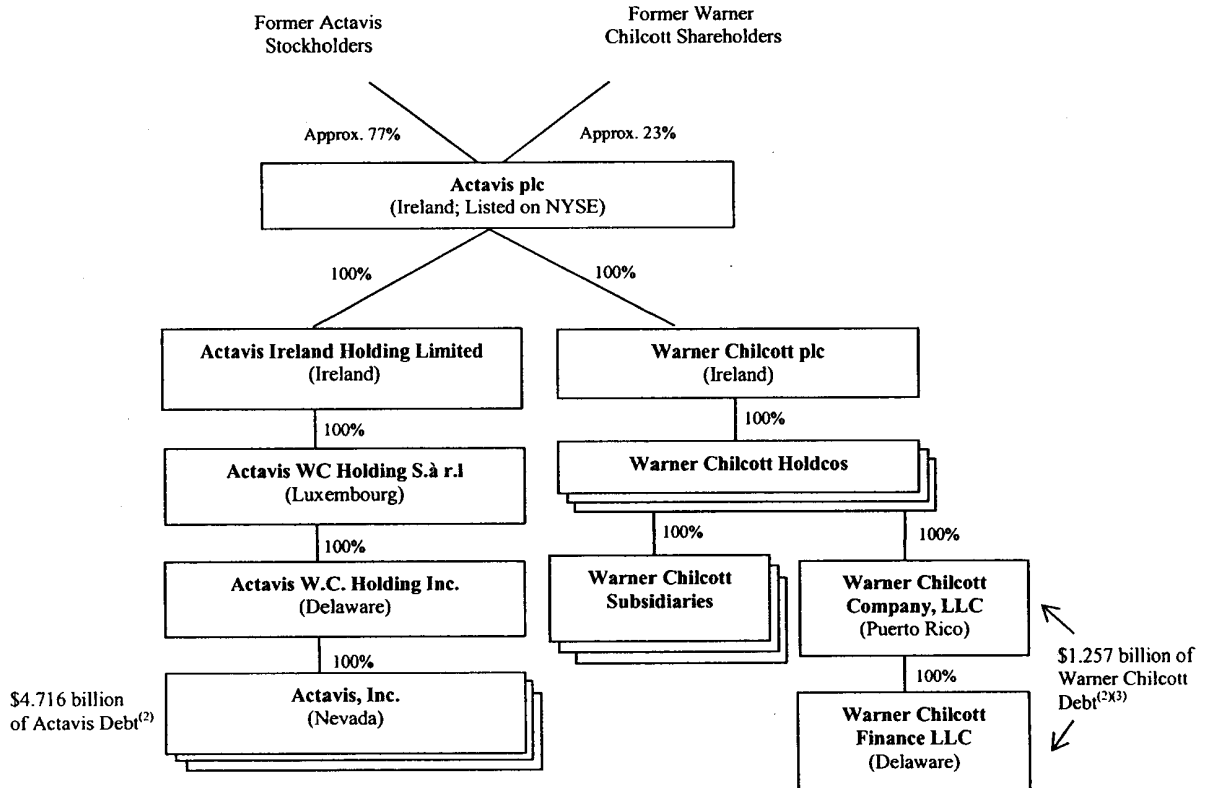 Former Actavis
Stockholders
Former Warner
Chilcott Shareholders
Approx. 77%
Approx. 23%
Actavis plc
(Ireland; Listed on NYSE)
100%
100%
Actavis Ireland Holding Limited
(Ireland)
Warner Chilcott plc
(Ireland)
100%
100%
Actavis WC Holding S.à r.l
(Luxembourg)
Warner Chilcott Holdcos
100%
100%
100%
Actavis W.C. Holding Inc.
(Delaware)
Warner Chilcott
Subsidiaries
Warner Chilcott
Company, LLC
(Puerto Rico)
100%
100%
$1.257 billion of
Warner Chilcott
Debt(2)(3)
$4.716 billion
of Actavis Debt(2)
Actavis, Inc.
(Nevada)
Warner Chilcott
Finance LLC
(Delaware)